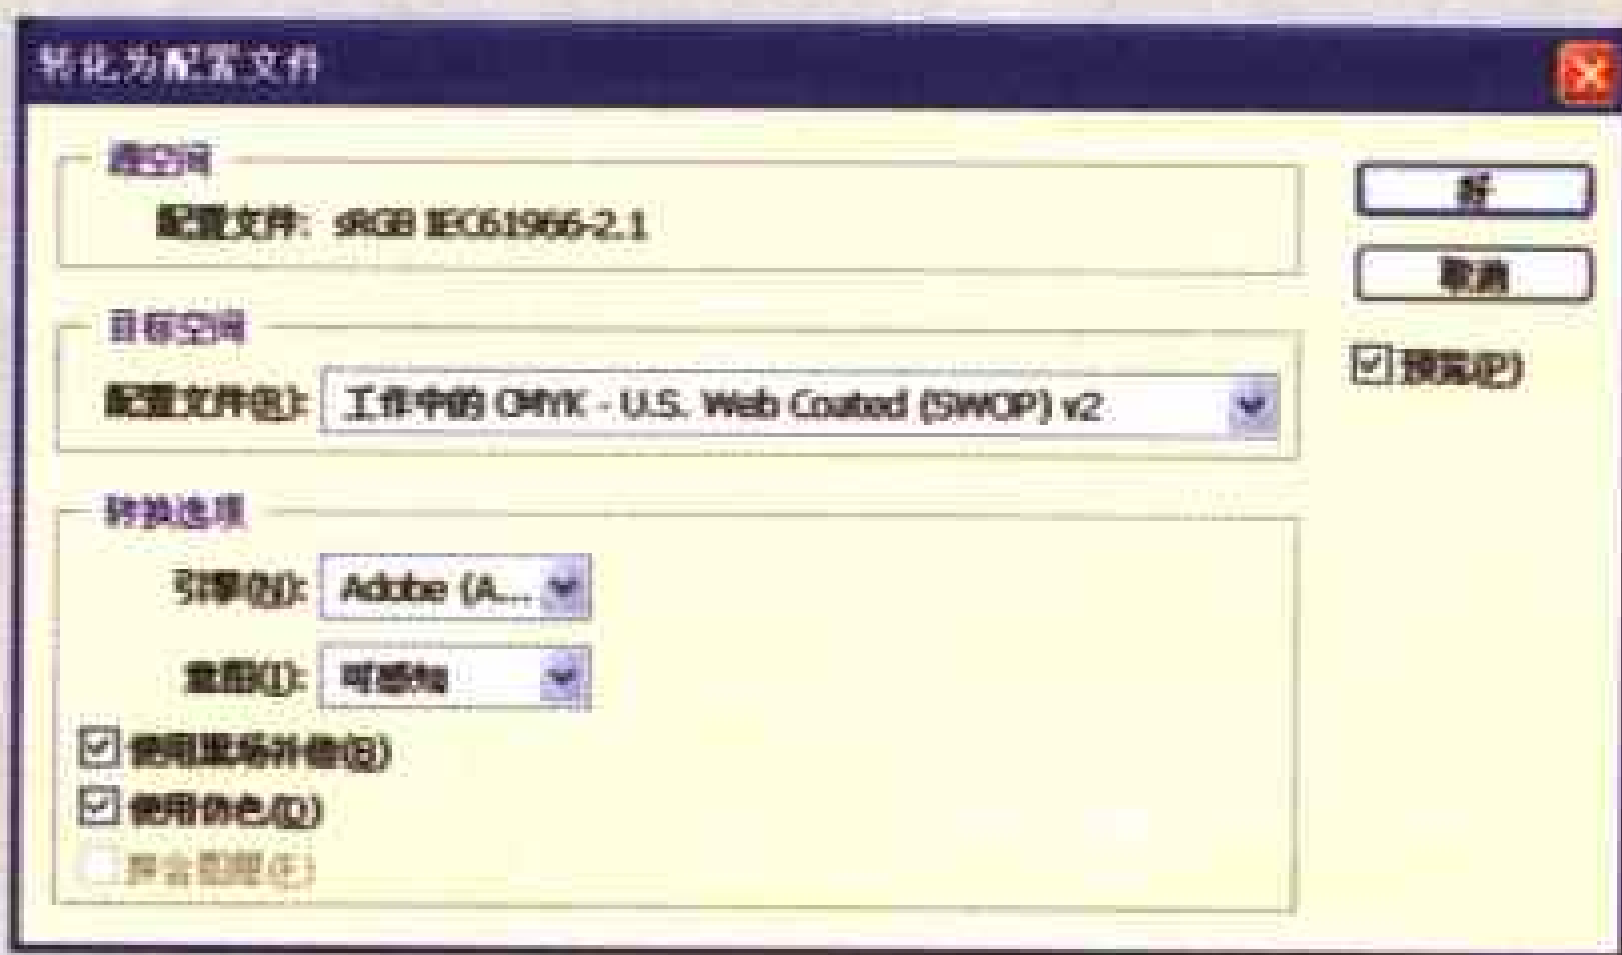 转化为配置文件
源空间
配置文件: sRGB IEC61966-2.1
好
取消
目标空间
配置文件(R): 工作中的 CMYK - U.S. Web Coated (SWOP) v2
预览(P)
转换选项
引擎(N): Adobe (A...
意图(I): 可感知
使用黑场补偿(B)
使用仿色(D)
拼合图层(F)